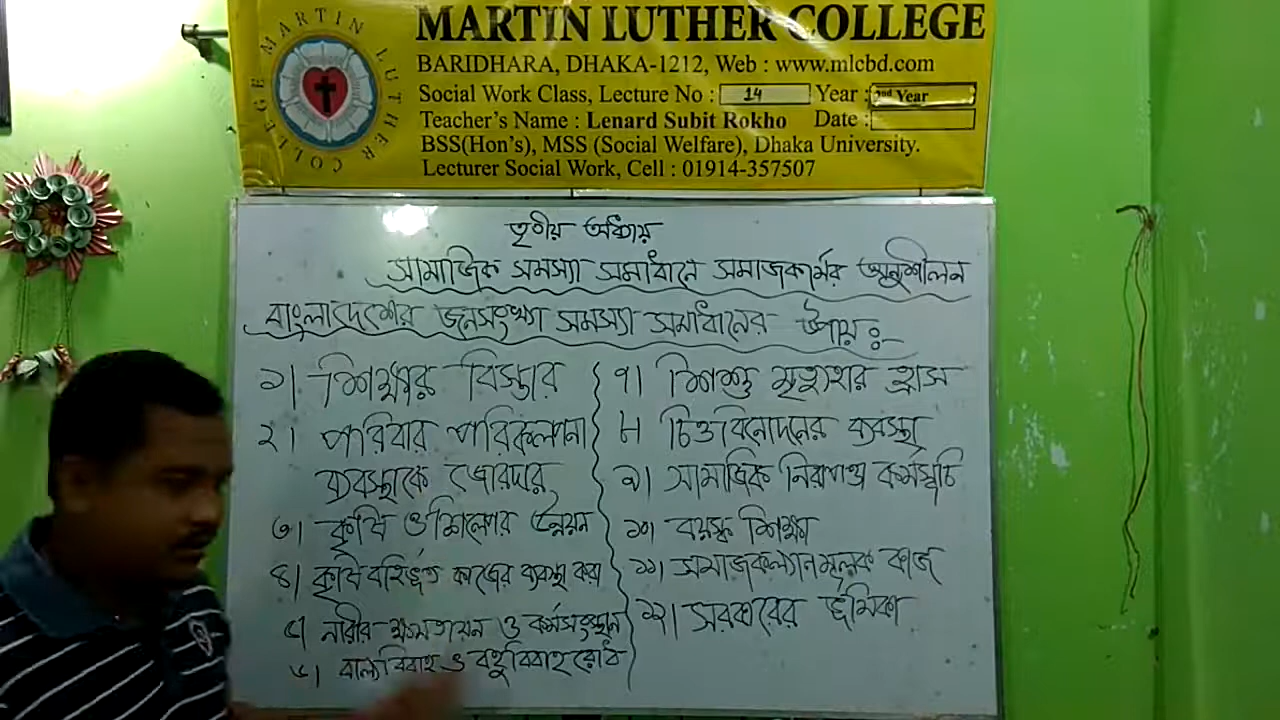 MARTIN LUTHER COLLEGE
MARTIN LUTHER COLLEGE
BARIDHARA, DHAKA-1212, Web : www.mlcbd.com
Social Work Class, Lecture No : 14 Year : 2nd Year
Teacher's Name : Lenard Subit Rokho Date :
BSS(Hon's), MSS (Social Welfare), Dhaka University.
Lecturer Social Work, Cell : 01914-357507
তৃতীয় অধ্যায়
সামাজিক সমস্যা সমাধানে সমাজকর্মের অনুশীলন
বাংলাদেশের জনসংখ্যা সমস্যা সমাধানের উপায়ঃ-
১। শিক্ষার বিস্তার
২। পরিবার পরিকল্পনা
ব্যবস্থাকে জোরদার
৩। কৃষি ও শিল্পের উন্নয়ন
৪। কৃষি বহির্ভূত কাজের ব্যবস্থা করা
৫। নারীর ক্ষমতায়ন ও কর্মসংস্থান
৬। বাল্যবিবাহ ও বহুবিবাহ রোধ
৭। শিশু মৃত্যুহার হ্রাস
৮। চিত্তবিনোদনের ব্যবস্থা
৯। সামাজিক নিরাপত্তা কর্মসূচি
১০। বয়স্ক শিক্ষা
১১। সমাজকল্যানমূলক কাজ
১২। সরকারের ভূমিকা